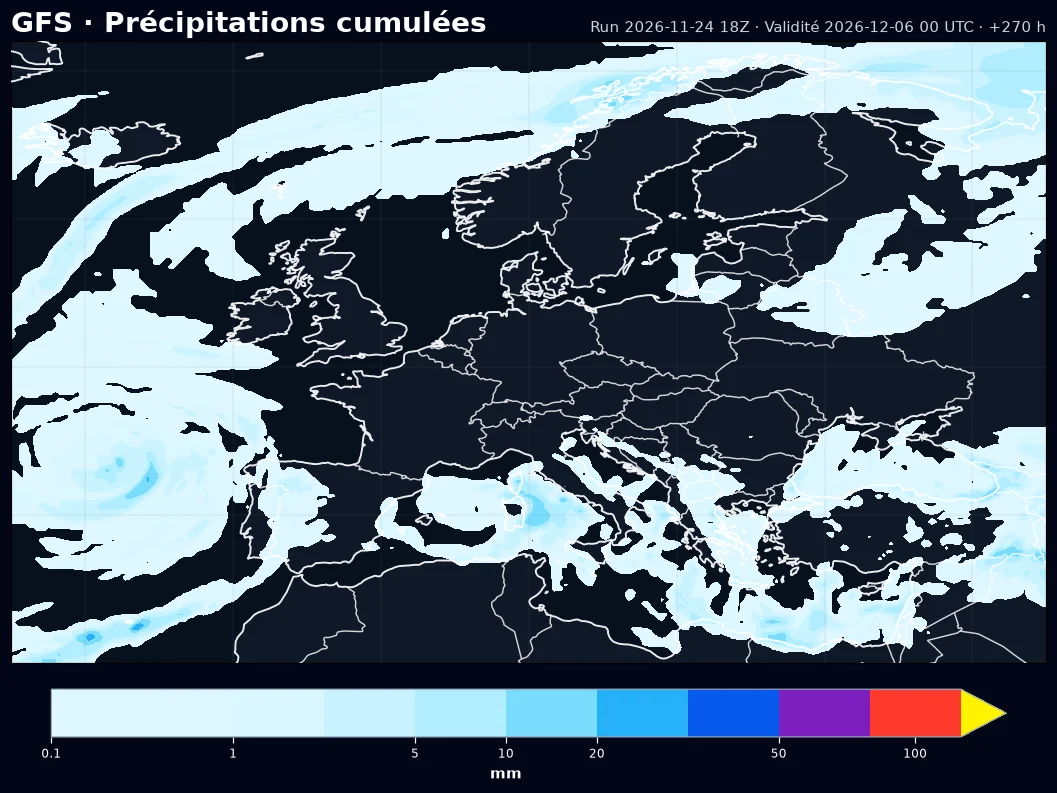 GFS · Précipitations cumulées
Run 2026-11-24 18Z · Validité 2026-12-06 00 UTC · +270 h
0.1 1 5 10 20 50 100
mm